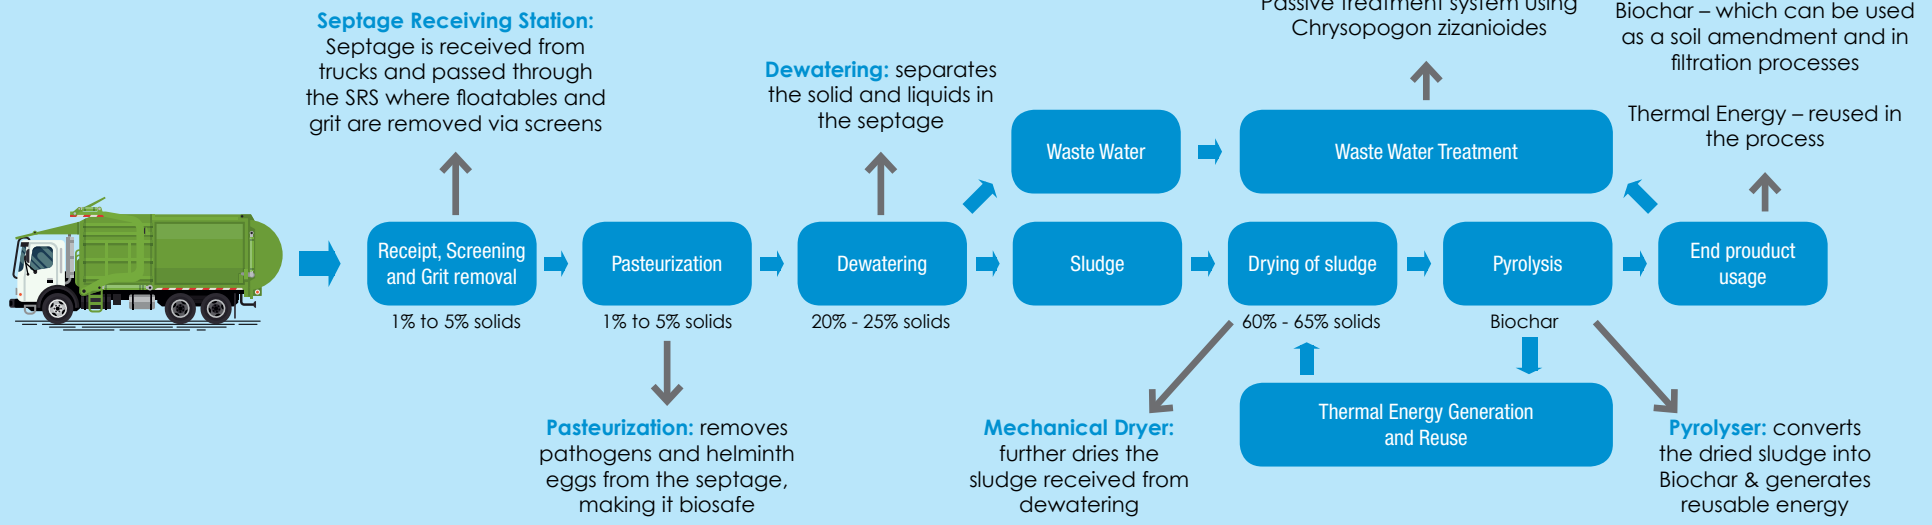 Septage Receiving Station:
Septage is received from
trucks and passed through
the SRS where floatables and
grit are removed via screens
Dewatering: separates
the solid and liquids in
the septage
Passive treatment system using
Chrysopogon zizanioides
Biochar – which can be used
as a soil amendment and in
filtration processes
Thermal Energy – reused in
the process
Waste Water
Waste Water Treatment
Receipt, Screening
and Grit removal
Pasteurization
Dewatering
Sludge
Drying of sludge
Pyrolysis
End prouduct
usage
1% to 5% solids
1% to 5% solids
20% - 25% solids
60% - 65% solids
Biochar
Thermal Energy Generation
and Reuse
Pasteurization: removes
pathogens and helminth
eggs from the septage,
making it biosafe
Mechanical Dryer:
further dries the
sludge received from
dewatering
Pyrolyser: converts
the dried sludge into
Biochar & generates
reusable energy